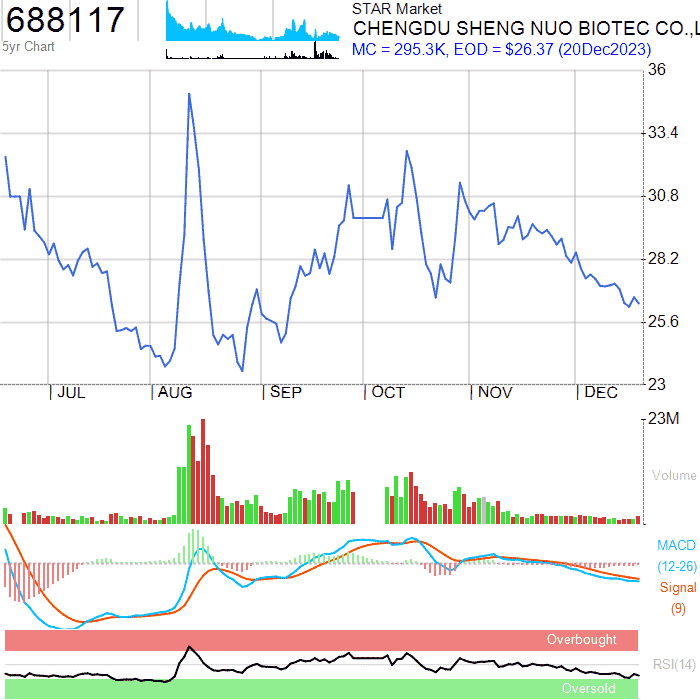 688117
5yr Chart
STAR Market
CHENGDU SHENG NUO BIOTEC CO.,L
MC = 295.3K, EOD = $26.37 (20Dec2023)
36
33.4
30.8
28.2
25.6
23
JUL AUG SEP OCT NOV DEC
23M
Volume
MACD
(12-26)
Signal
(9)
Overbought
RSI(14)
Oversold